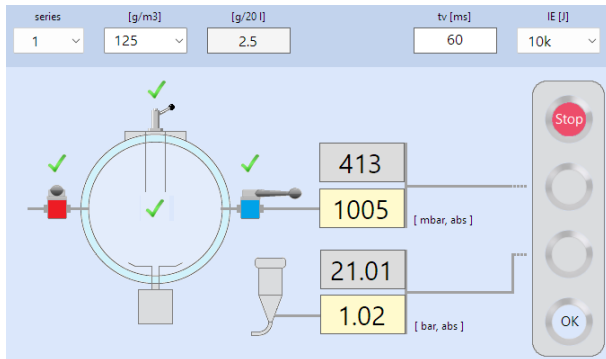 series [g/m3] [g/20 l] tv [ms] IE [J]
1 125 2.5 60 10k
Stop
413
1005 [ mbar, abs ]
21.01
1.02 [ bar, abs ]
OK